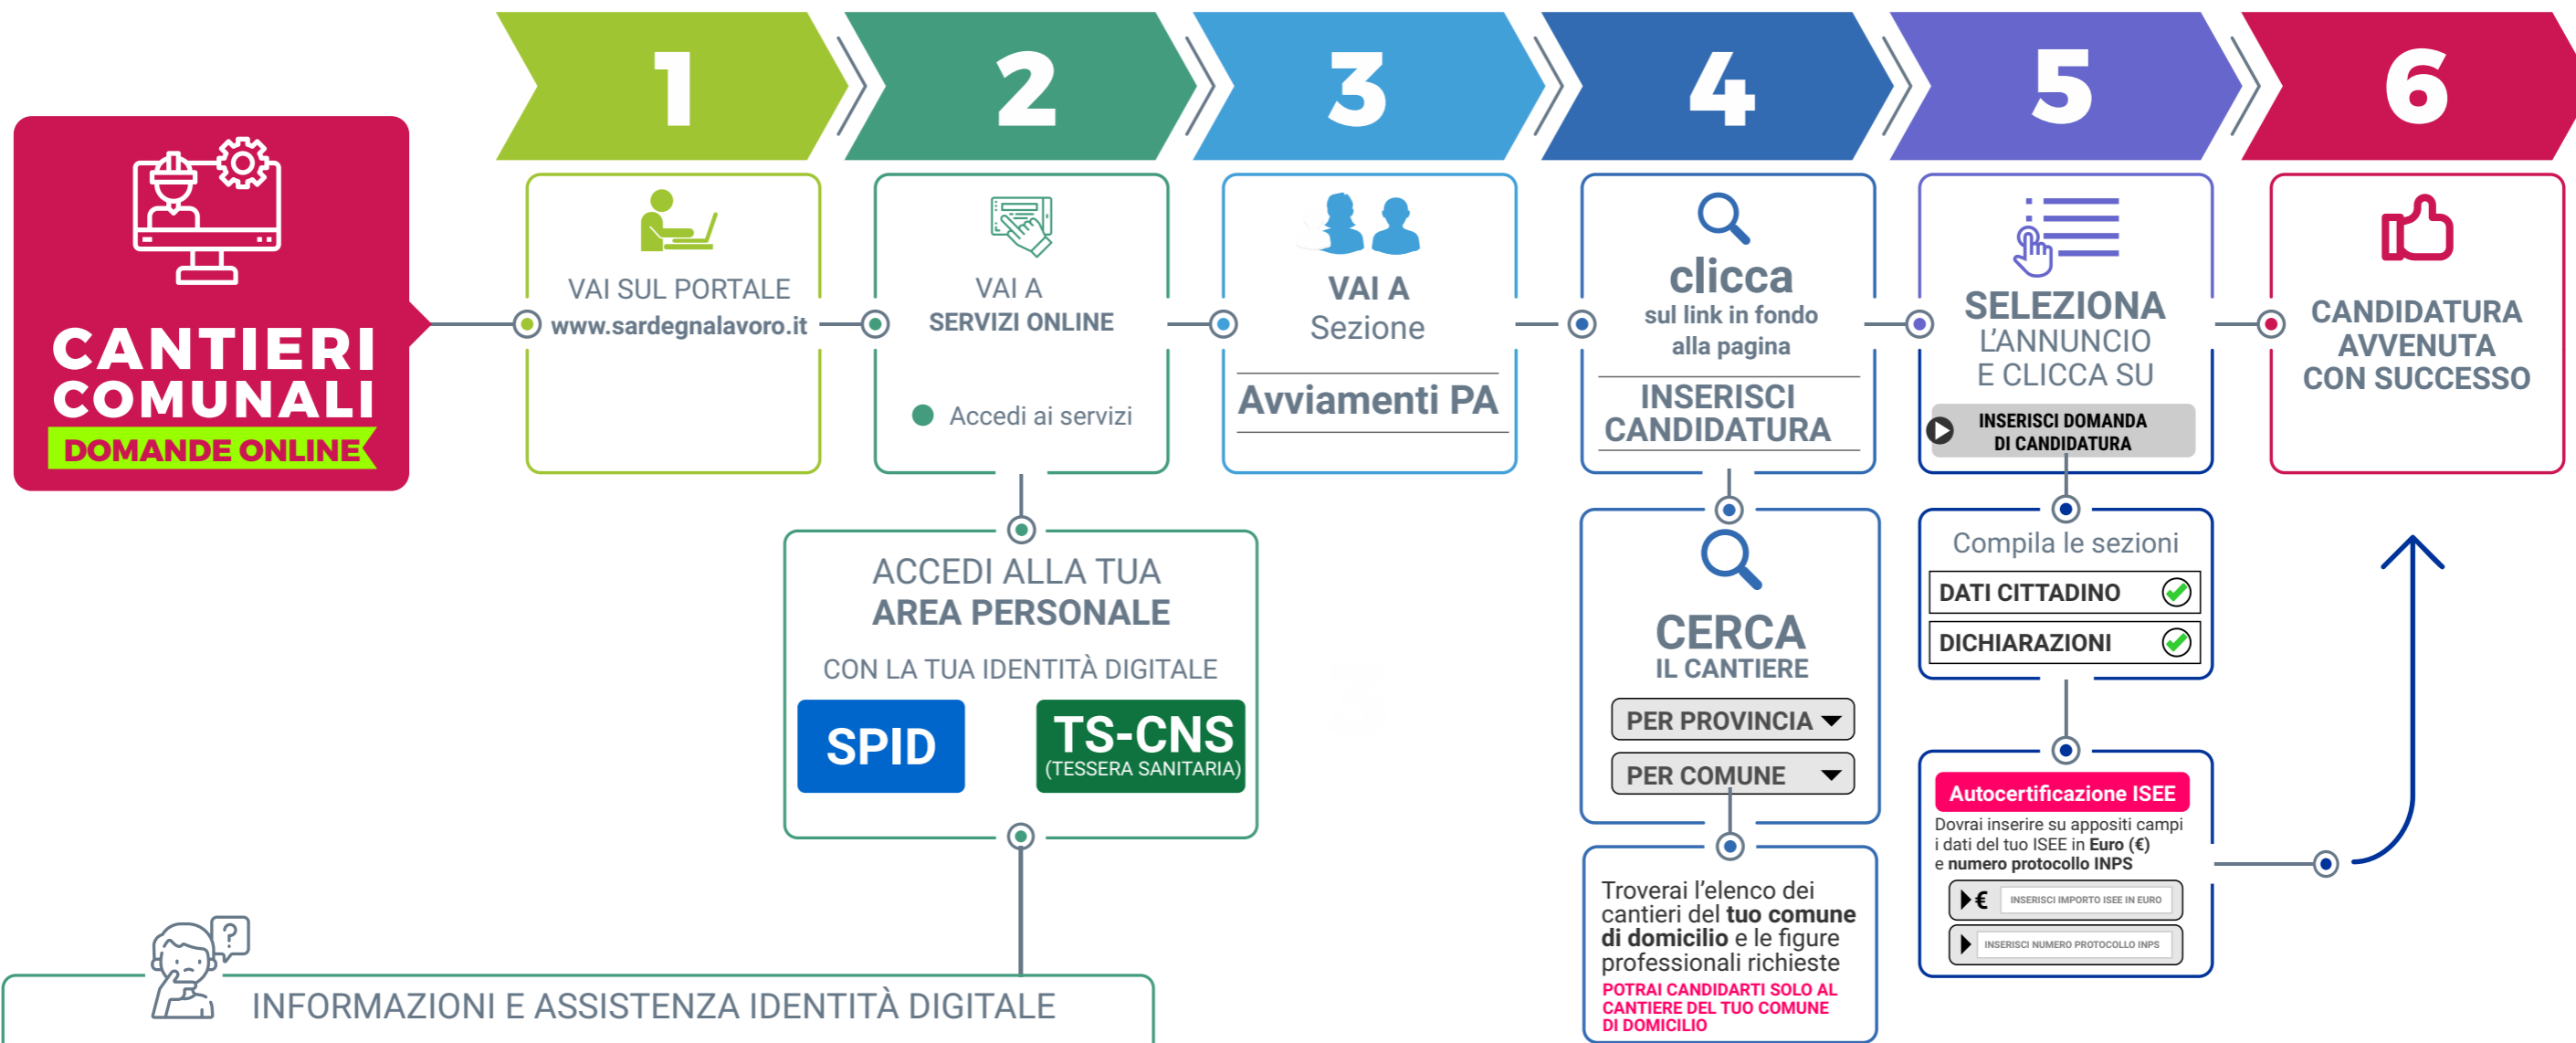 1
2
3
4
5
6
CANTIERI
COMUNALI
DOMANDE ONLINE
VAI SUL PORTALE
www.sardegnalavoro.it
VAI A
SERVIZI ONLINE
Accedi ai servizi
ACCEDI ALLA TUA
AREA PERSONALE
CON LA TUA IDENTITÀ DIGITALE
SPID
TS-CNS
(TESSERA SANITARIA)
?
INFORMAZIONI E ASSISTENZA IDENTITÀ DIGITALE
VAI A
Sezione
Avviamenti PA
clicca
sul link in fondo
alla pagina
INSERISCI
CANDIDATURA
CERCA
IL CANTIERE
PER PROVINCIA
PER COMUNE
Troverai l'elenco dei
cantieri del tuo comune
di domicilio e le figure
professionali richieste
POTRAI CANDIDARTI SOLO AL
CANTIERE DEL TUO COMUNE
DI DOMICILIO
SELEZIONA
L'ANNUNCIO
E CLICCA SU
INSERISCI DOMANDA
DI CANDIDATURA
Compila le sezioni
DATI CITTADINO
DICHIARAZIONI
Autocertificazione ISEE
Dovrai inserire su appositi campi
i dati del tuo ISEE in Euro (€)
e numero protocollo INPS
€ INSERISCI IMPORTO ISEE IN EURO
INSERISCI NUMERO PROTOCOLLO INPS
CANDIDATURA
AVVENUTA
CON SUCCESSO